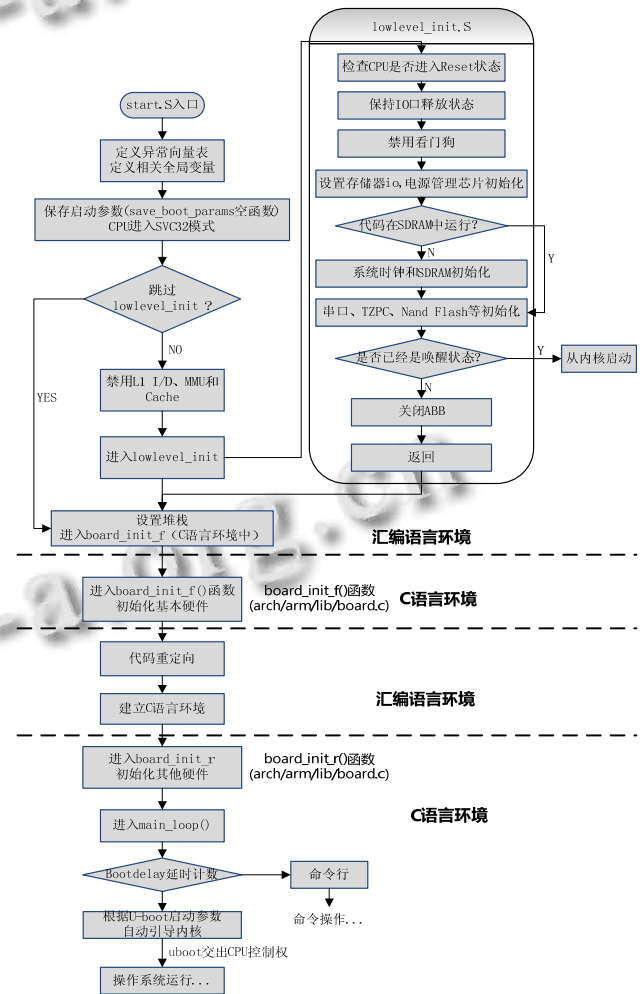 lowlevel_init.S
检查CPU是否进入Reset状态
保持IO口释放状态
禁用看门狗
设置存储器io,电源管理芯片初始化
代码在SDRAM中运行?
N
Y
系统时钟和SDRAM初始化
串口、TZPC、Nand Flash等初始化
是否已经是唤醒状态?
Y
从内核启动
N
关闭ABB
返回
start.S入口
定义异常向量表
定义相关全局变量
保存启动参数(save_boot_params空函数)
CPU进入SVC32模式
跳过
lowlevel_init ?
NO
YES
禁用L1 I/D、MMU和
Cache
进入lowlevel_init
设置堆栈
进入board_init_f（C语言环境中）
汇编语言环境
进入board_init_f()函数
初始化基本硬件
board_init_f()函数
(arch/arm/lib/board.c)
C语言环境
代码重定向
建立C语言环境
汇编语言环境
进入board_init_r
初始化其他硬件
board_init_r()函数
(arch/arm/lib/board.c)
C语言环境
进入main_loop()
Bootdelay延时计数
命令行
命令操作...
根据U-boot启动参数
自动引导内核
uboot交出CPU控制权
操作系统运行...